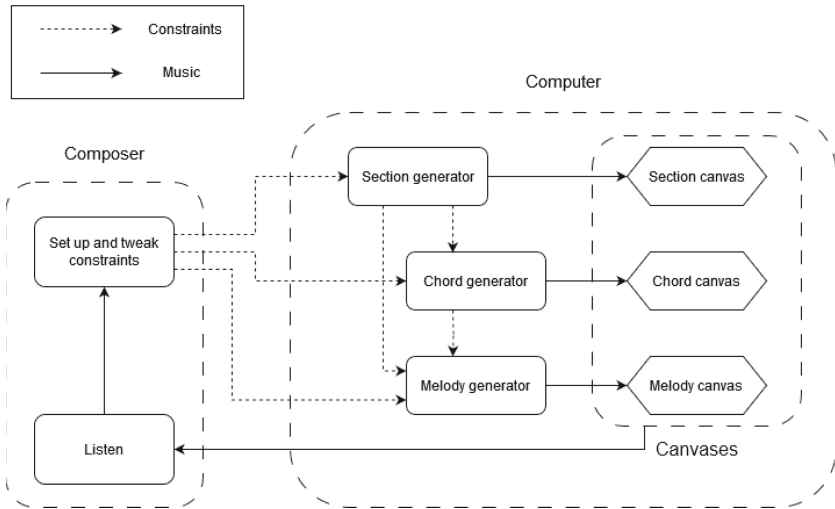 Constraints
Music
Computer
Composer
Section generator
Section canvas
Set up and tweak
constraints
Chord generator
Chord canvas
Melody generator
Melody canvas
Listen
Canvases